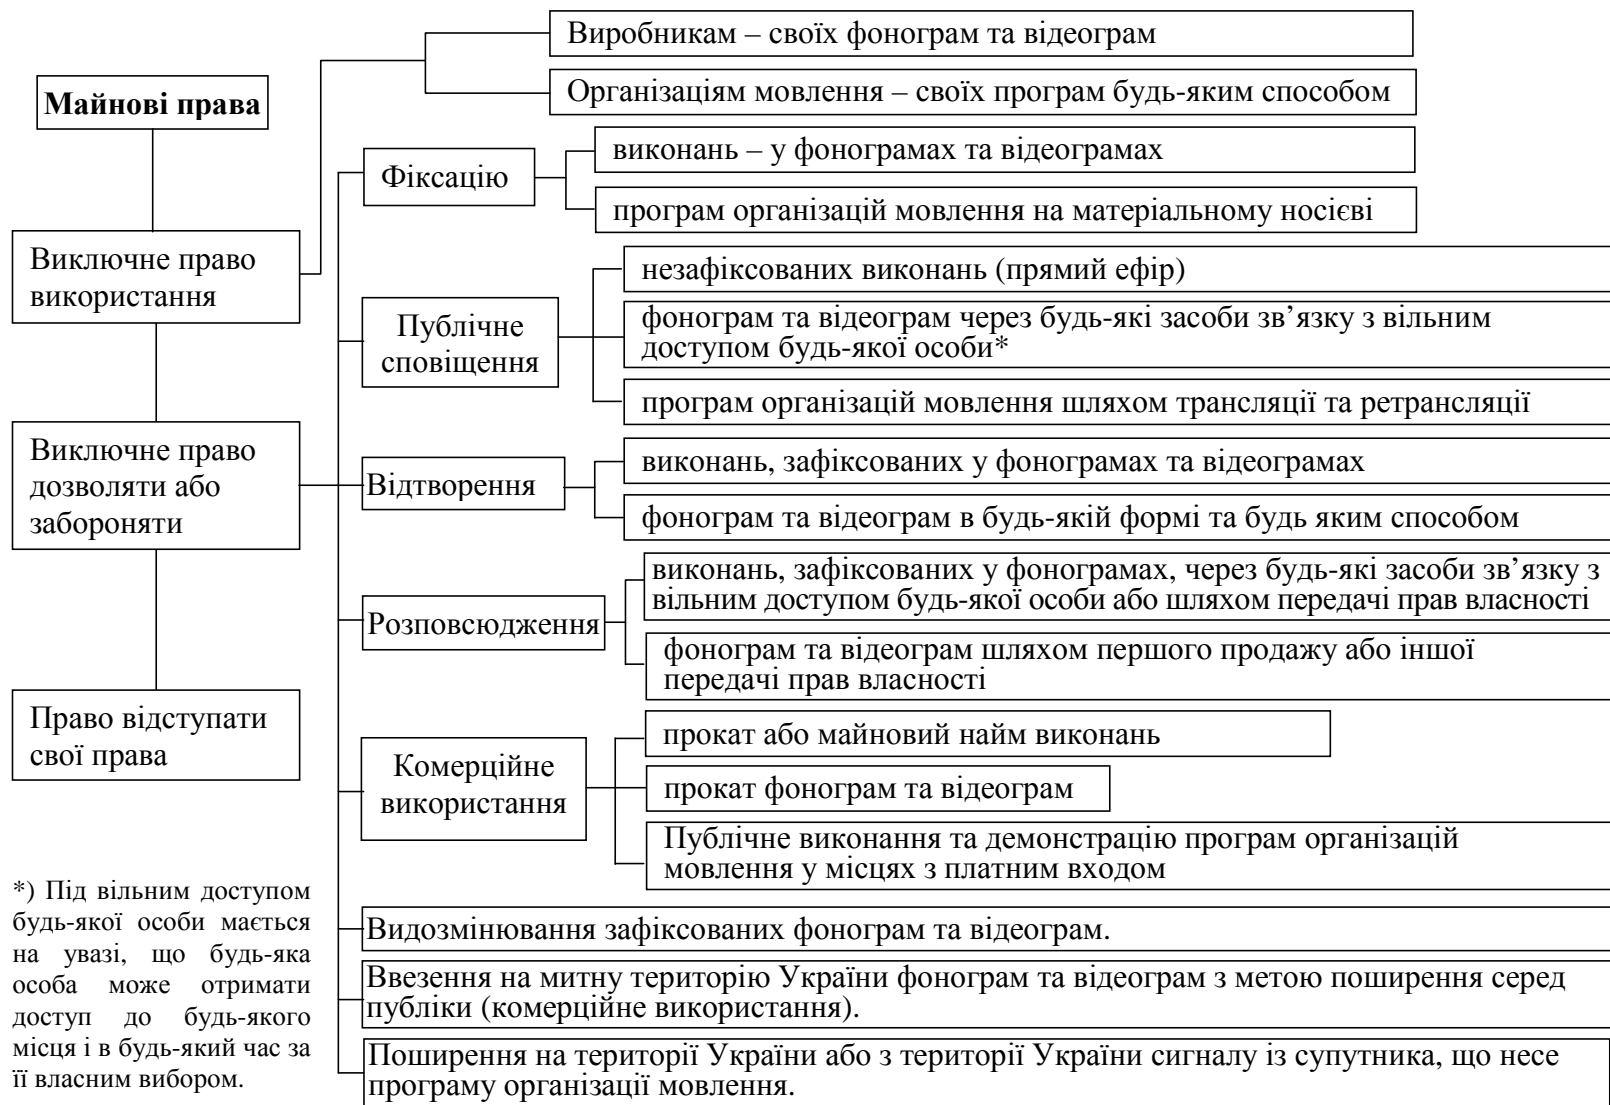 Майнові права
Виключне право
використання
Виключне право
дозволяти або
забороняти
Право відступати
свої права
Виробникам – своїх фонограм та відеограм
Організаціям мовлення – своїх програм будь-яким способом
Фіксацію
виконань – у фонограмах та відеограмах
програм організацій мовлення на матеріальному носієві
Публічне
сповіщення
незафіксованих виконань (прямий ефір)
фонограм та відеограм через будь-які засоби зв’язку з вільним
доступом будь-якої особи*
програм організацій мовлення шляхом трансляції та ретрансляції
Відтворення
виконань, зафіксованих у фонограмах та відеограмах
фонограм та відеограм в будь-якій формі та будь яким способом
Розповсюдження
виконань, зафіксованих у фонограмах, через будь-які засоби зв’язку з
вільним доступом будь-якої особи або шляхом передачі прав власності
фонограм та відеограм шляхом першого продажу або іншої
передачі прав власності
Комерційне
використання
прокат або майновий найм виконань
прокат фонограм та відеограм
Публічне виконання та демонстрацію програм організацій
мовлення у місцях з платним входом
Видозмінювання зафіксованих фонограм та відеограм.
Ввезення на митну територію України фонограм та відеограм з метою поширення серед
публіки (комерційне використання).
Поширення на території України або з території України сигналу із супутника, що несе
програму організації мовлення.
*) Під вільним доступом
будь-якої особи мається
на увазі, що будь-яка
особа може отримати
доступ до будь-якого
місця і в будь-який час за
її власним вибором.